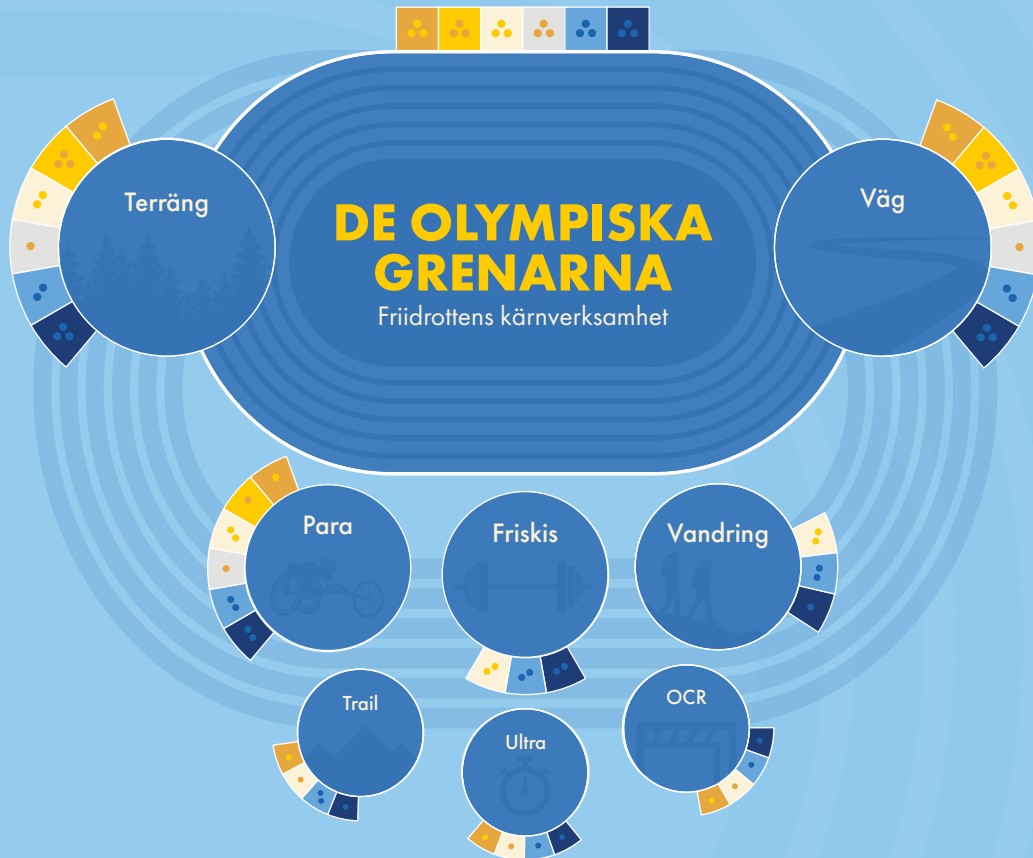 Terräng
DE OLYMPISKA
GRENARNA
Friidrottens kärnverksamhet
Väg
Para
Friskis
Vandring
Trail
Ultra
OCR